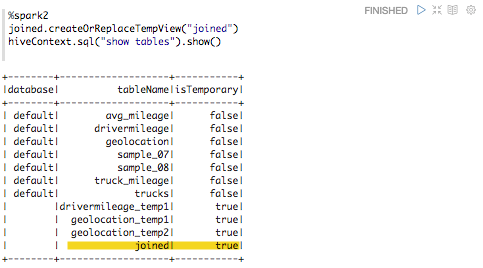 %spark2
FINISHED
joined.createOrReplaceTempView("joined")
hiveContext.sql("show tables").show()
+--------+------------------+-----------+
|database|         tableName|isTemporary|
+--------+------------------+-----------+
| default|       avg_mileage|      false|
| default|     drivermileage|      false|
| default|       geolocation|      false|
| default|         sample_07|      false|
| default|         sample_08|      false|
| default|     truck_mileage|      false|
| default|            trucks|      false|
|        |drivermileage_temp1|       true|
|        | geolocation_temp1|       true|
|        | geolocation_temp2|       true|
|        |            joined|       true|
+--------+------------------+-----------+